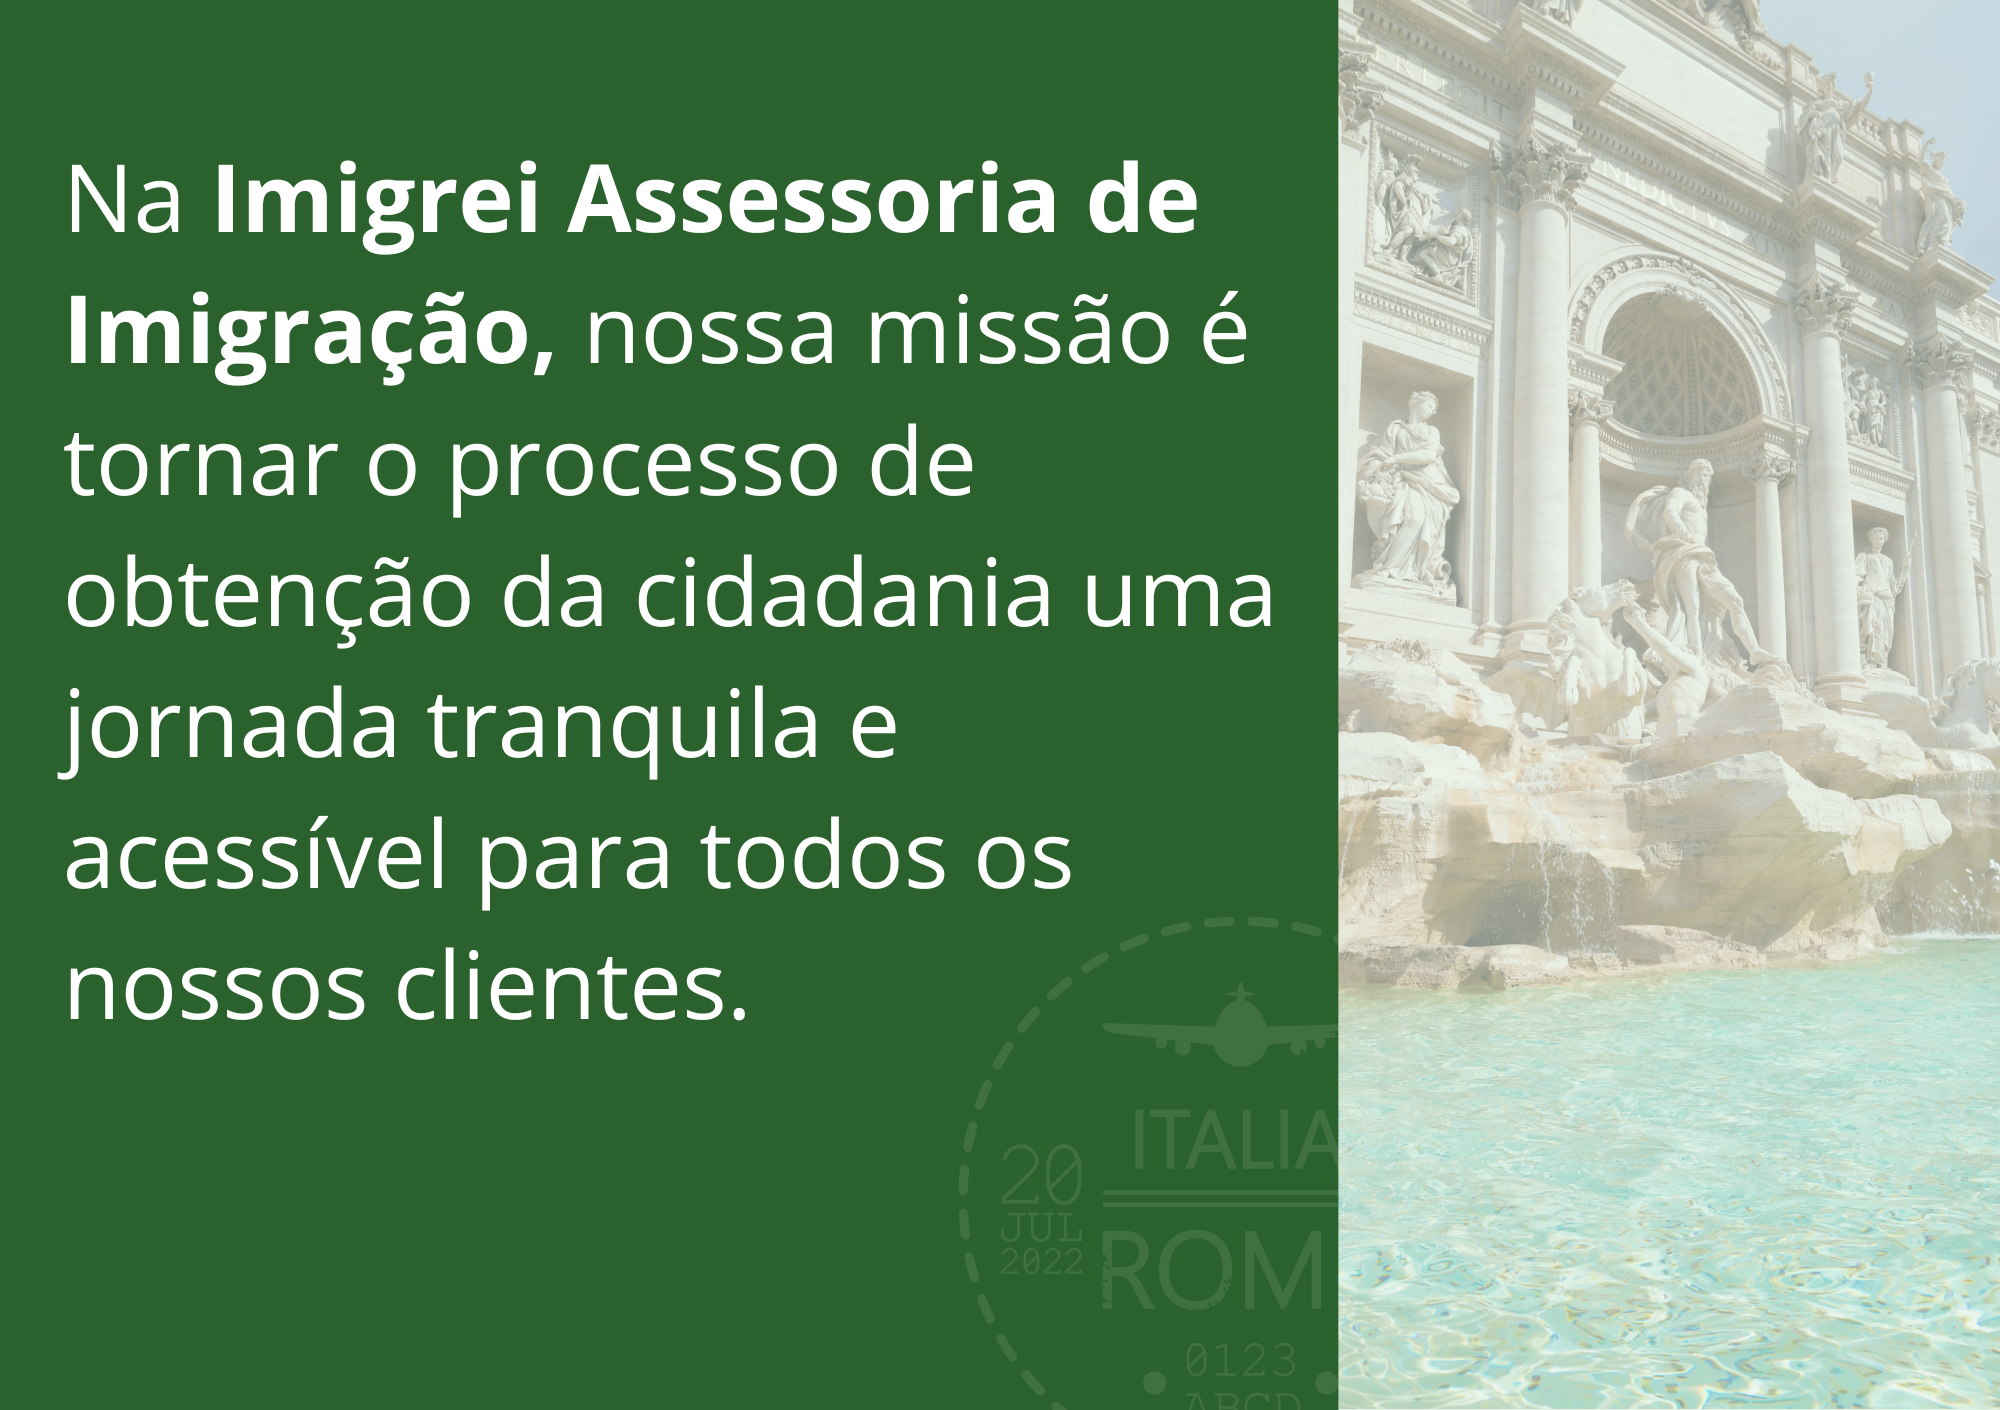 Na Imigrei Assessoria de
Imigração, nossa missão é
tornar o processo de
obtenção da cidadania uma
jornada tranquila e
acessível para todos os
nossos clientes.
ITALIA
20
JUL
2022
ROM
0123
ABCD